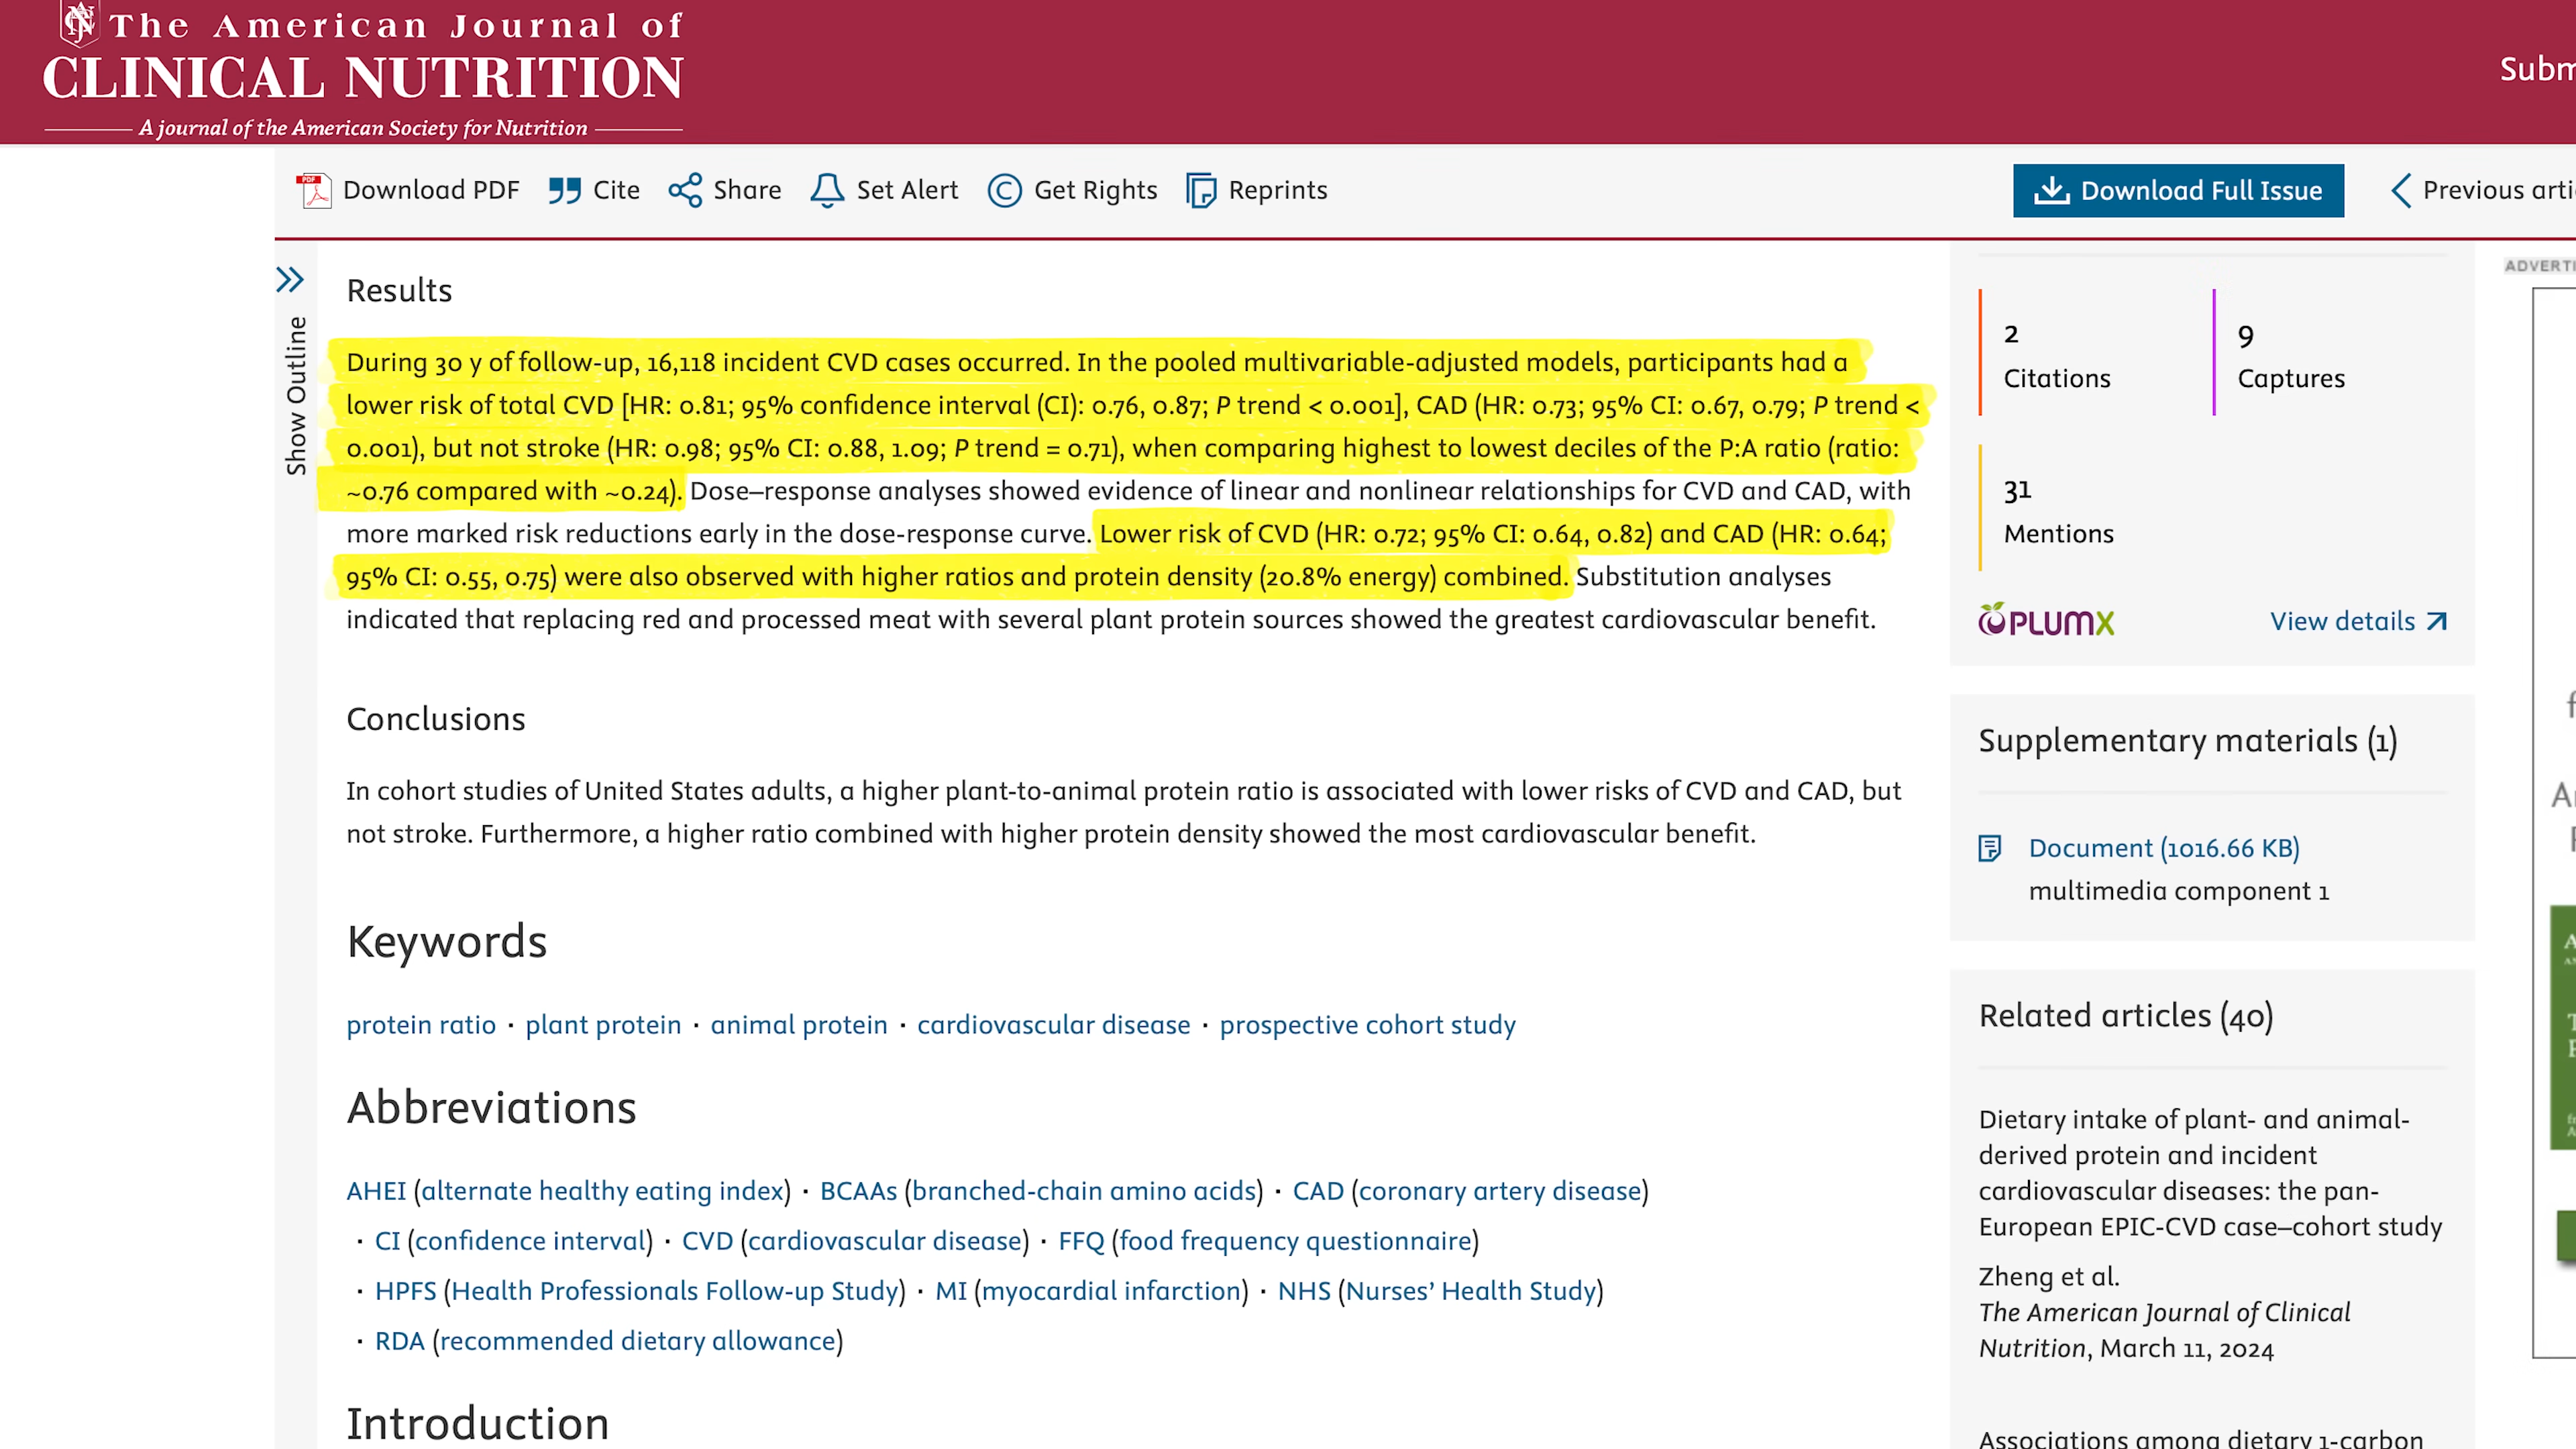 The American Journal of
CLINICAL NUTRITION
A journal of the American Society for Nutrition
Download PDF Cite Share Set Alert Get Rights Reprints
Download Full Issue
Show Outline
Results
During 30 y of follow-up, 16,118 incident CVD cases occurred. In the pooled multivariable-adjusted models, participants had a
lower risk of total CVD [HR: 0.81; 95% confidence interval (CI): 0.76, 0.87; P trend < 0.001], CAD (HR: 0.73; 95% CI: 0.67, 0.79; P trend <
0.001), but not stroke (HR: 0.98; 95% CI: 0.88, 1.09; P trend = 0.71), when comparing highest to lowest deciles of the P:A ratio (ratio:
~0.76 compared with ~0.24). Dose–response analyses showed evidence of linear and nonlinear relationships for CVD and CAD, with
more marked risk reductions early in the dose-response curve. Lower risk of CVD (HR: 0.72; 95% CI: 0.64, 0.82) and CAD (HR: 0.64;
95% CI: 0.55, 0.75) were also observed with higher ratios and protein density (20.8% energy) combined. Substitution analyses
indicated that replacing red and processed meat with several plant protein sources showed the greatest cardiovascular benefit.
Conclusions
In cohort studies of United States adults, a higher plant-to-animal protein ratio is associated with lower risks of CVD and CAD, but
not stroke. Furthermore, a higher ratio combined with higher protein density showed the most cardiovascular benefit.
Keywords
protein ratio · plant protein · animal protein · cardiovascular disease · prospective cohort study
Abbreviations
AHEI (alternate healthy eating index) · BCAAs (branched-chain amino acids) · CAD (coronary artery disease)
· CI (confidence interval) · CVD (cardiovascular disease) · FFQ (food frequency questionnaire)
· HPFS (Health Professionals Follow-up Study) · MI (myocardial infarction) · NHS (Nurses' Health Study)
· RDA (recommended dietary allowance)
Introduction
2
Citations
9
Captures
31
Mentions
PLUMX
View details
Supplementary materials (1)
Document (1016.66 KB)
multimedia component 1
Related articles (40)
Dietary intake of plant- and animal-
derived protein and incident
cardiovascular diseases: the pan-
European EPIC-CVD case–cohort study
Zheng et al.
The American Journal of Clinical
Nutrition, March 11, 2024
Associations among dietary 1-carbon
Previous arti
Subm
ADVERTI